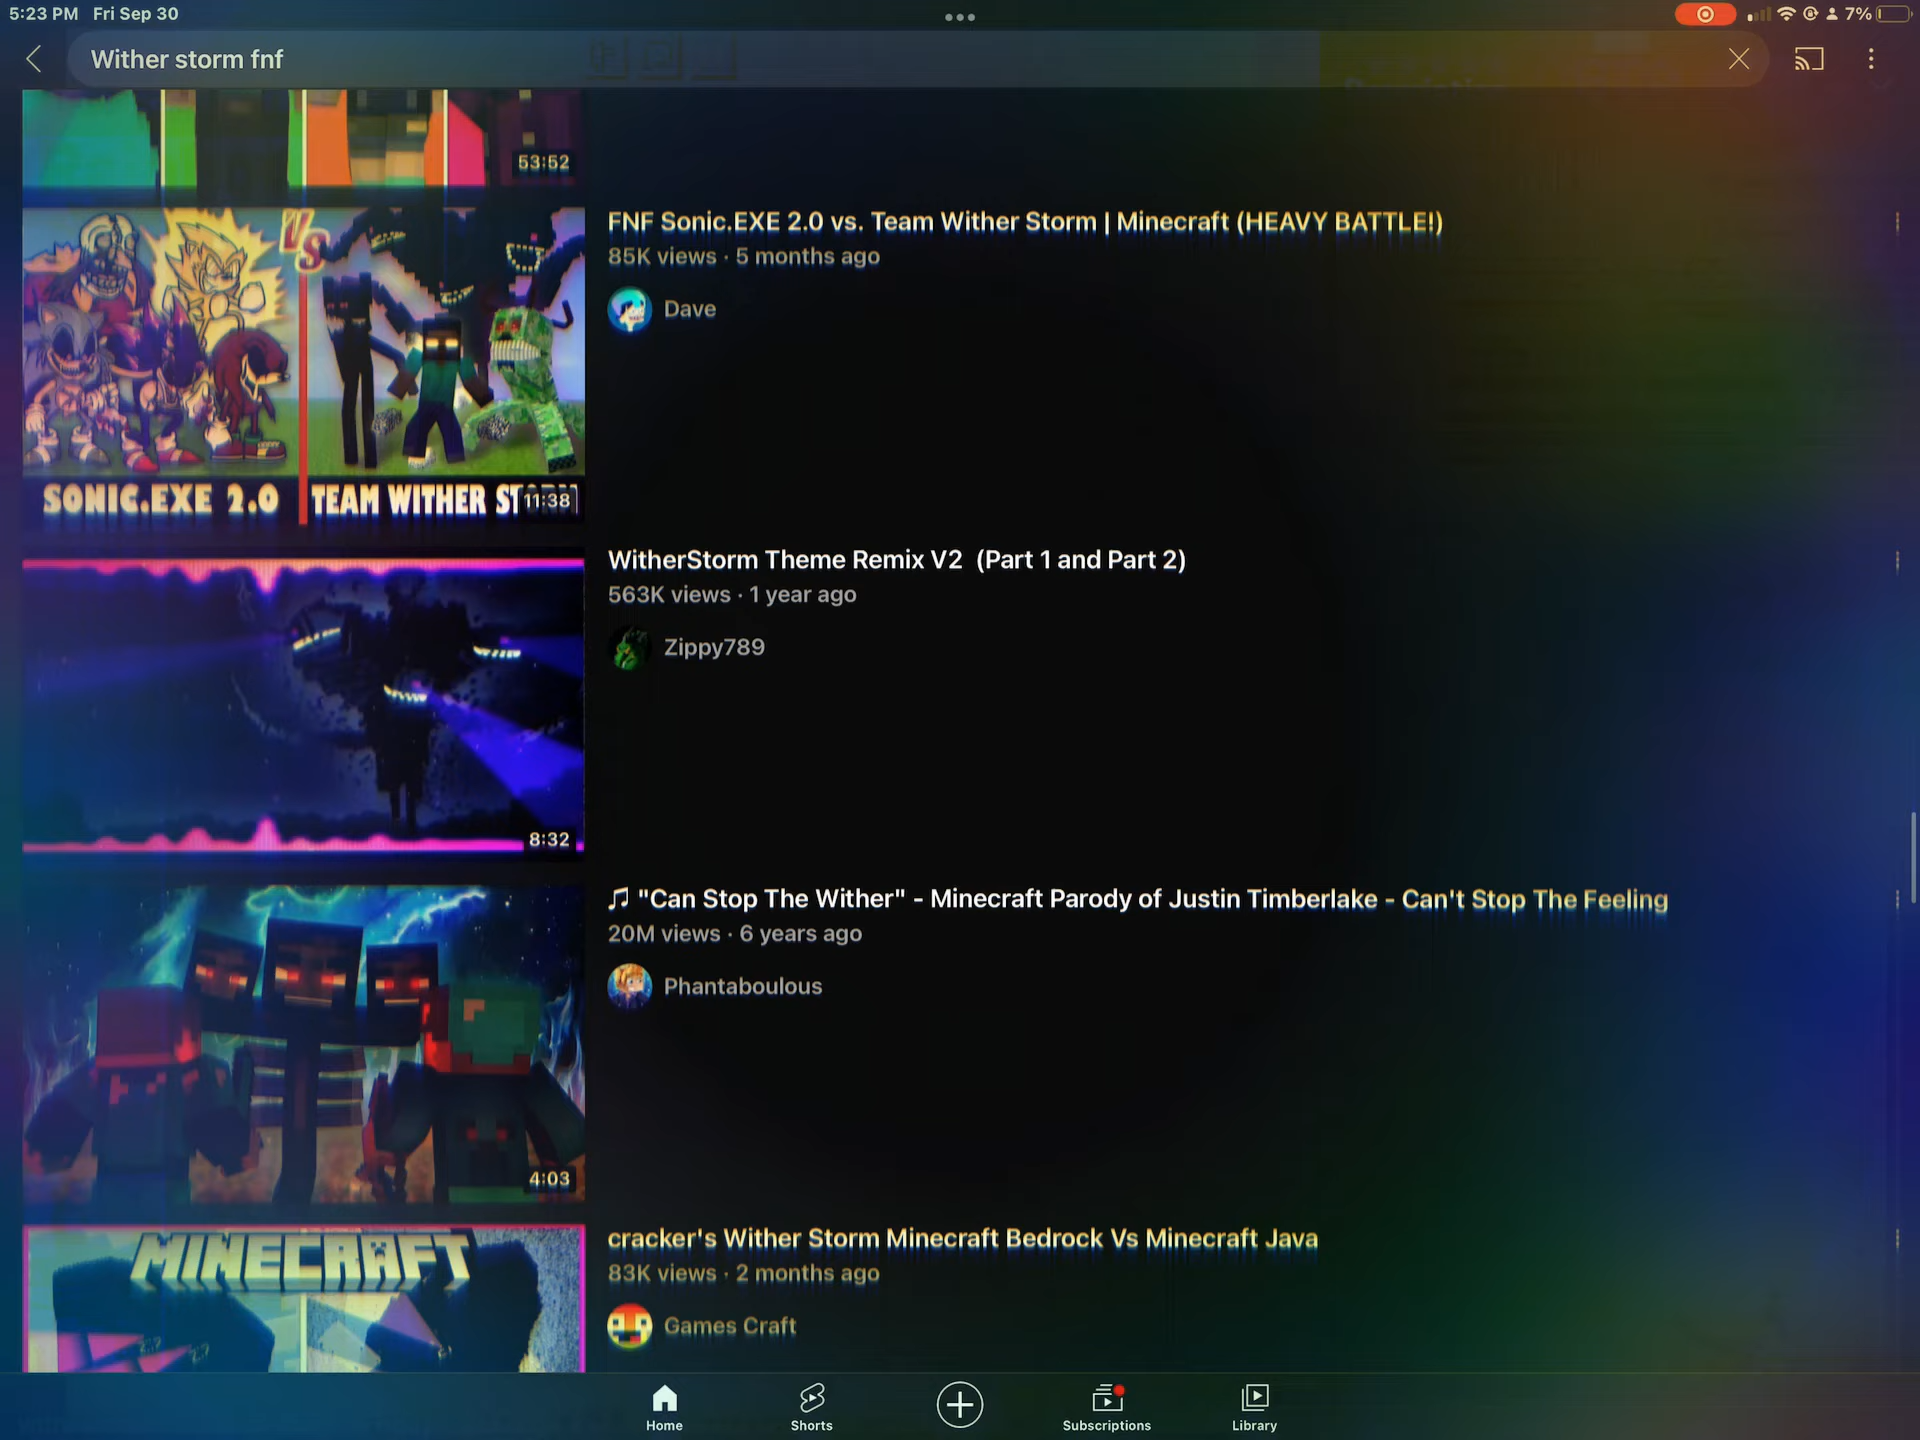 5:23 PM Fri Sep 30
7%
Wither storm fnf
53:52
FNF Sonic.EXE 2.0 vs. Team Wither Storm | Minecraft (HEAVY BATTLE!)
85K views · 5 months ago
Dave
VS
SONIC.EXE 2.0
TEAM WITHER
11:38
WitherStorm Theme Remix V2 (Part 1 and Part 2)
563K views · 1 year ago
Zippy789
8:32
♫ "Can Stop The Wither" - Minecraft Parody of Justin Timberlake - Can't Stop The Feeling
20M views · 6 years ago
Phantaboulous
4:03
cracker's Wither Storm Minecraft Bedrock Vs Minecraft Java
83K views · 2 months ago
Games Craft
MINECRAFT
Home
Shorts
Subscriptions
Library